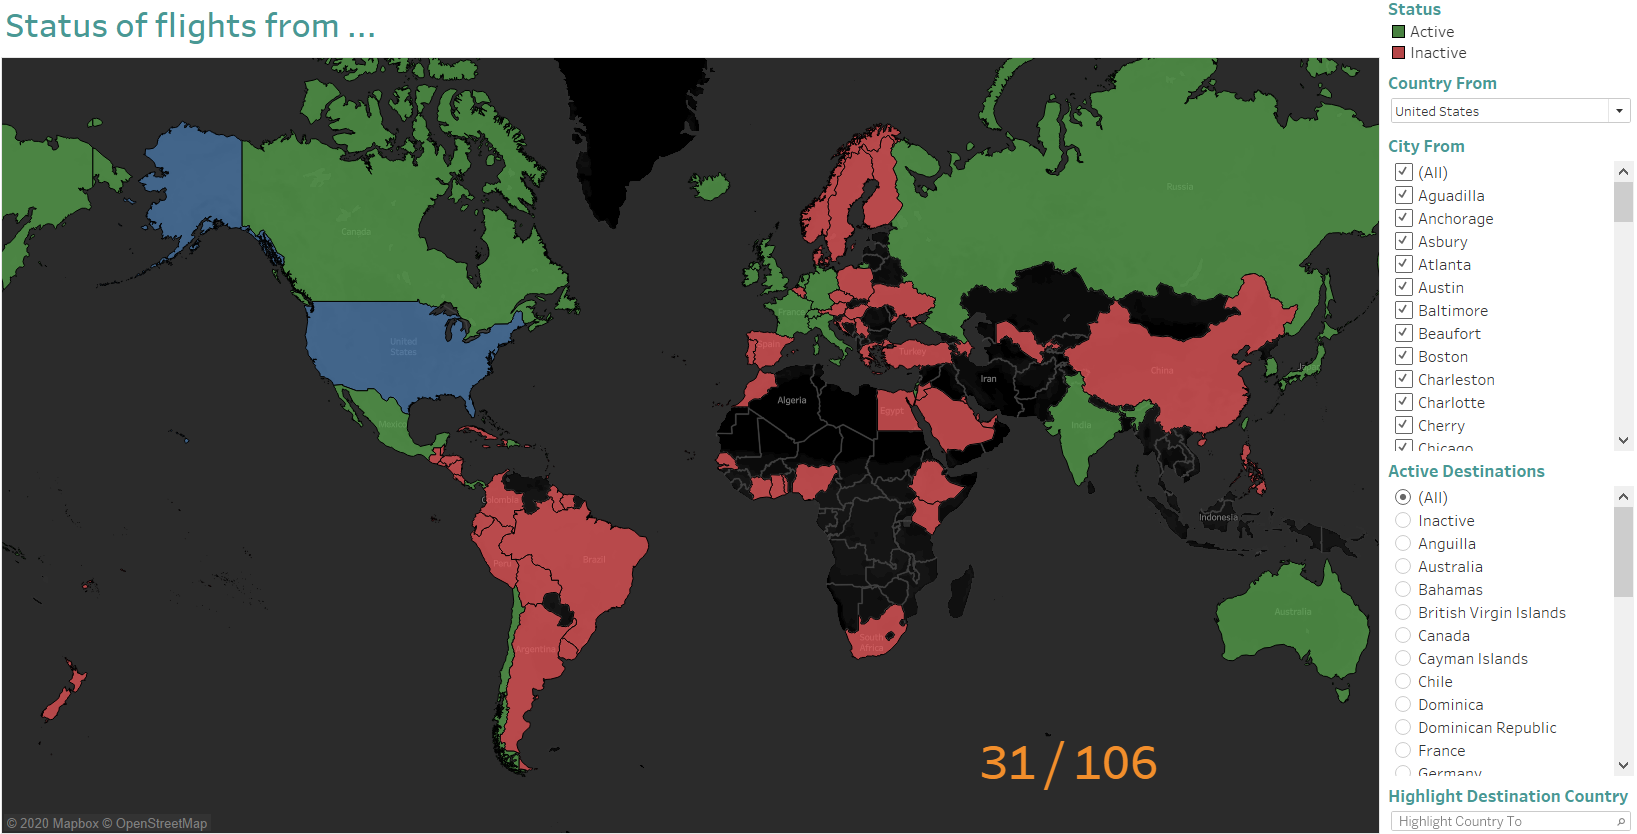 Status of flights from ...
Status
Active
Inactive
Country From
United States
City From
(All)
Aguadilla
Anchorage
Asbury
Atlanta
Austin
Baltimore
Beaufort
Boston
Charleston
Charlotte
Cherry
Chicago
Active Destinations
(All)
Inactive
Anguilla
Australia
Bahamas
British Virgin Islands
Canada
Cayman Islands
Chile
Dominica
Dominican Republic
France
Germany
Highlight Destination Country
Highlight Country To
Russia
Canada
France
United
States
Spain
Turkey
China
Iran
Algeria
Egypt
India
Mexico
Colombia
Indonesia
Brazil
Peru
Australia
South
Africa
Argentina
31 / 106
© 2020 Mapbox © OpenStreetMap